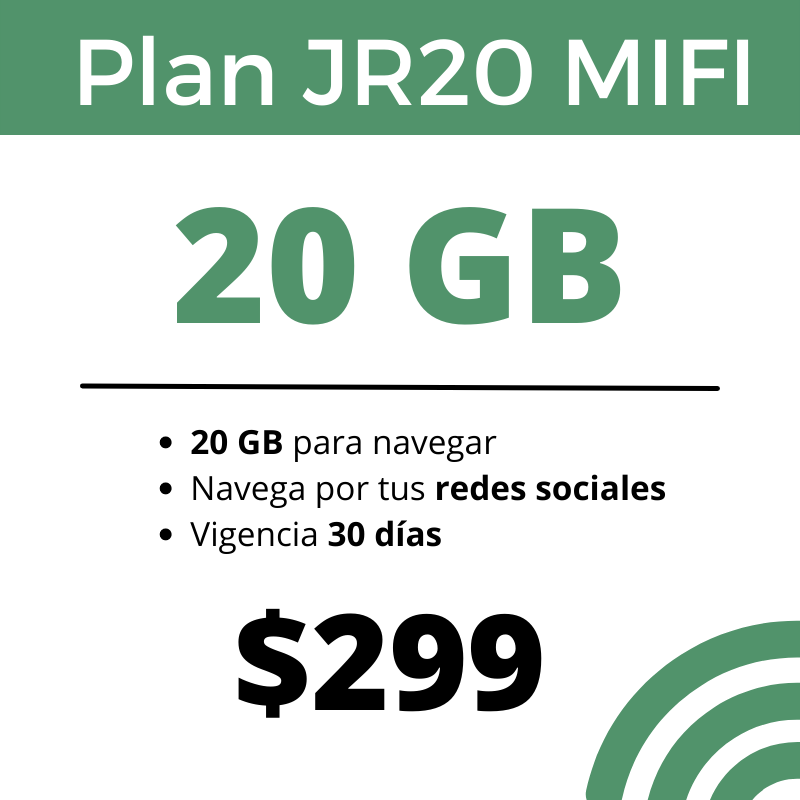 Plan JR20 MIFI
20 GB
• 20 GB para navegar
• Navega por tus redes sociales
• Vigencia 30 días
$299